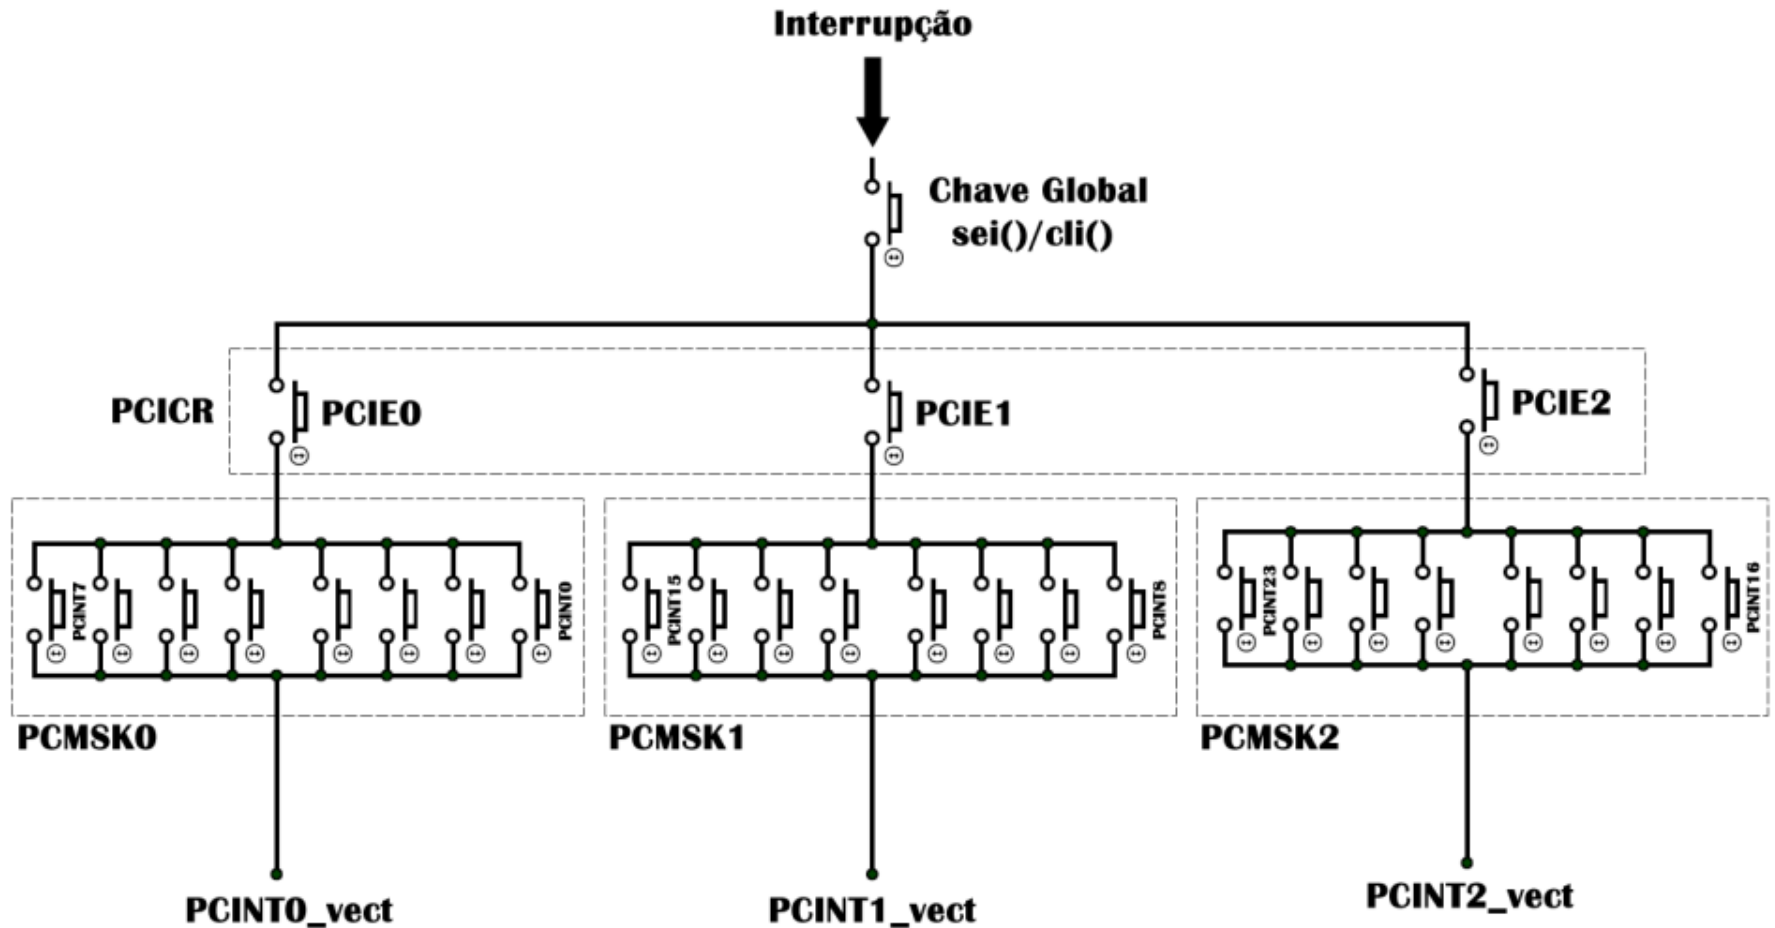 Interrupção
Chave Global
sei()/cli()
PCICR
PCIE0
PCIE1
PCIE2
PCINT7
PCINT0
PCINT15
PCINT8
PCINT23
PCINT16
PCMSK0
PCMSK1
PCMSK2
PCINT0_vect
PCINT1_vect
PCINT2_vect